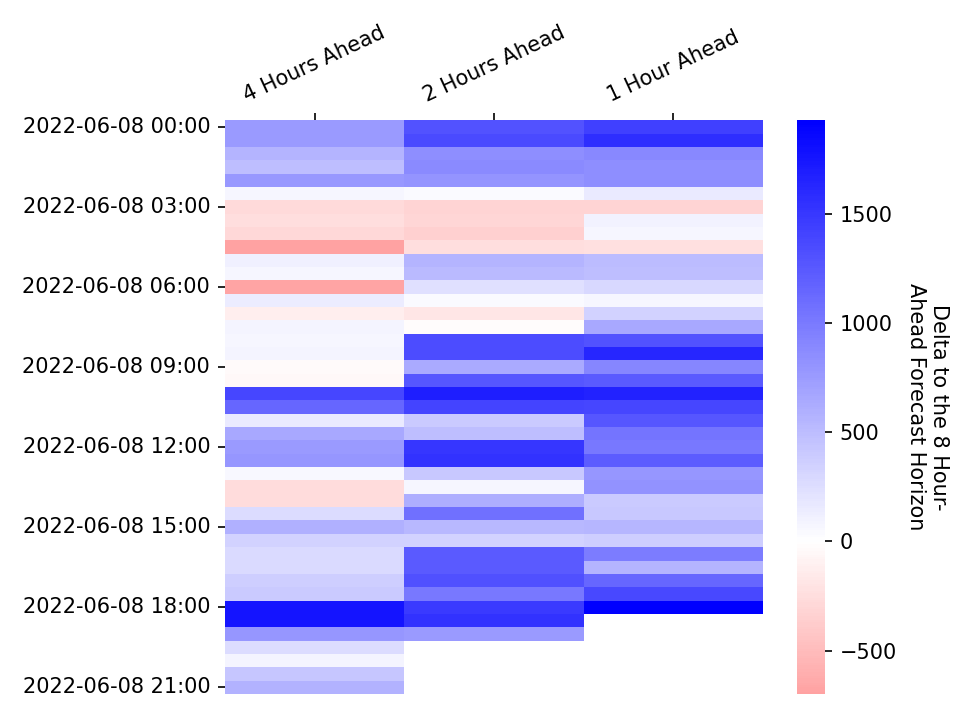 4 Hours Ahead
2 Hours Ahead
1 Hour Ahead
2022-06-08 00:00
2022-06-08 03:00
2022-06-08 06:00
2022-06-08 09:00
2022-06-08 12:00
2022-06-08 15:00
2022-06-08 18:00
2022-06-08 21:00
1500
1000
500
0
−500
Delta to the 8 Hour-
Ahead Forecast Horizon